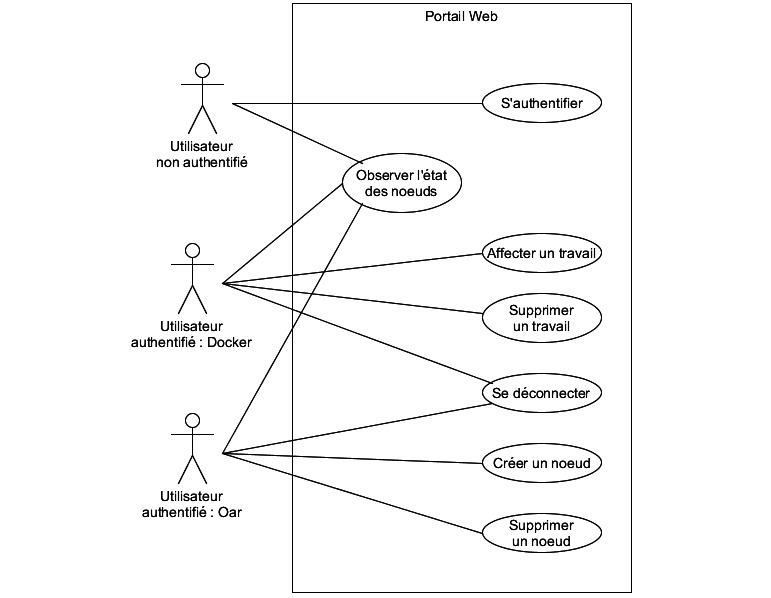 Portail Web
S'authentifier
Utilisateur
non authentifié
Observer l'état
des noeuds
Affecter un travail
Utilisateur
authentifié : Docker
Supprimer
un travail
Se déconnecter
Utilisateur
authentifié : Oar
Créer un noeud
Supprimer
un noeud